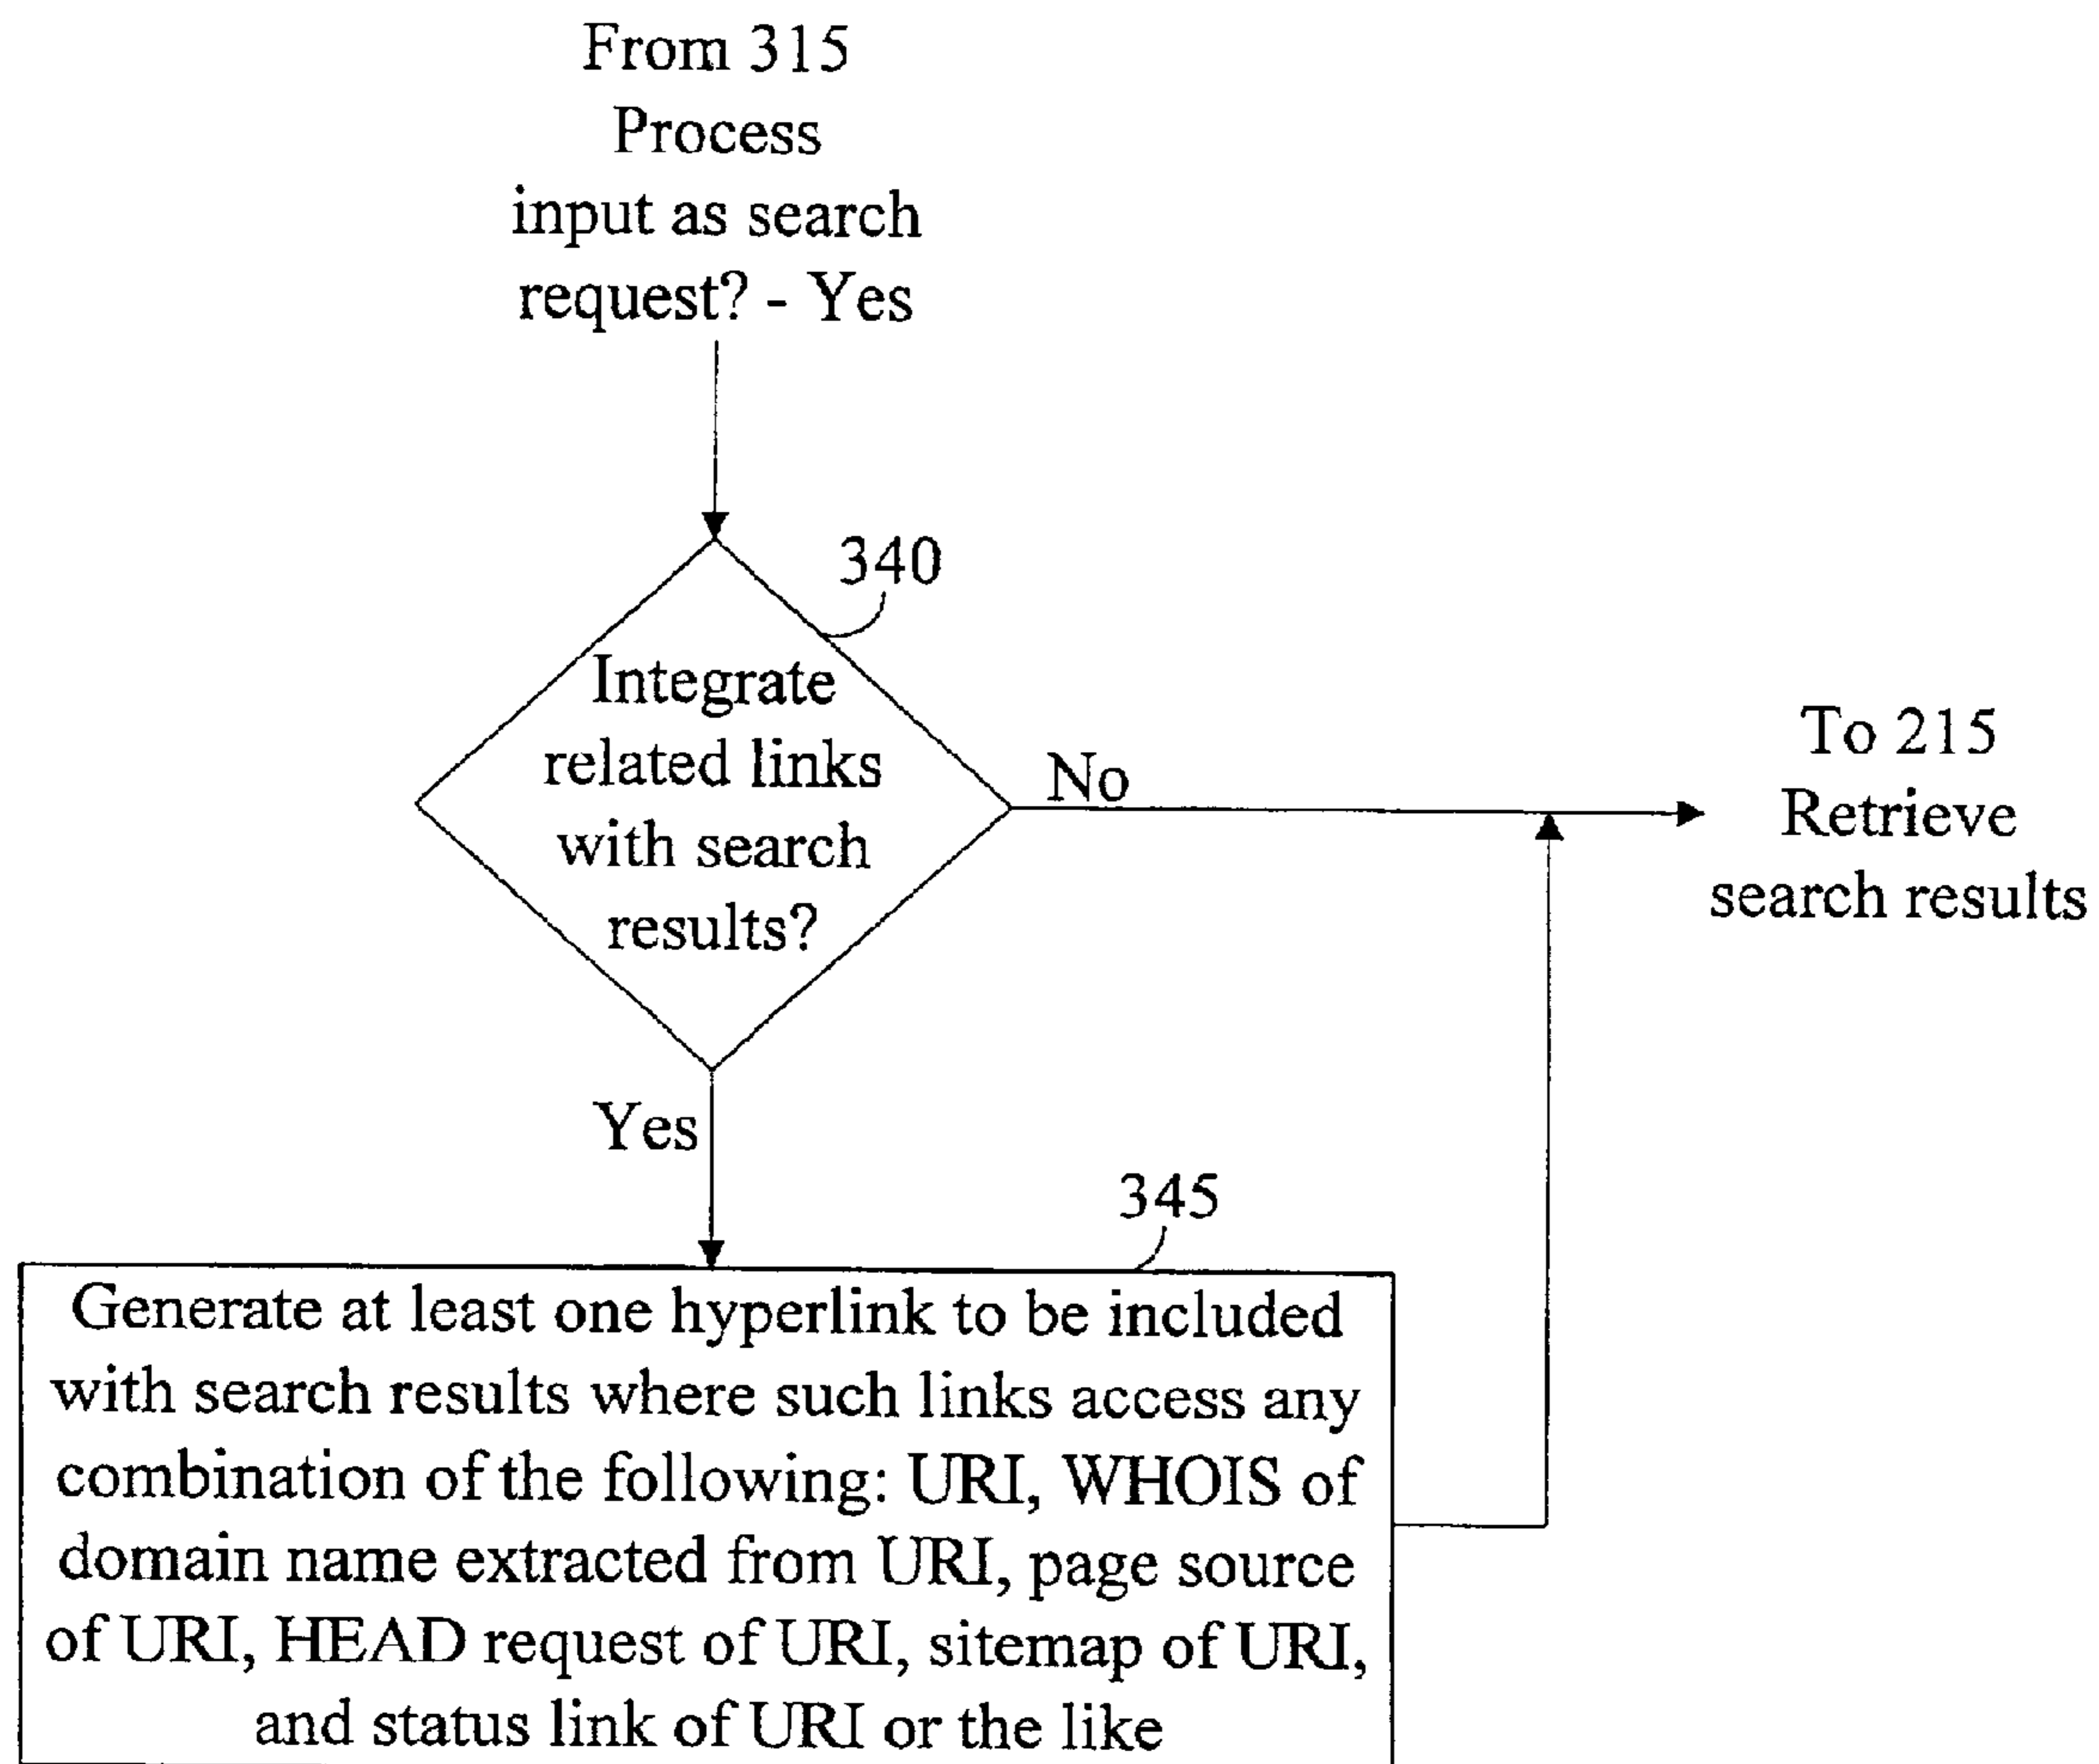 From 315
Process
input as search
request? - Yes
340
Integrate
related links
with search
results?
No
To 215
Retrieve
search results
Yes
345
Generate at least one hyperlink to be included
with search results where such links access any
combination of the following: URI, WHOIS of
domain name extracted from URI, page source
of URI, HEAD request of URI, sitemap of URI,
and status link of URI or the like